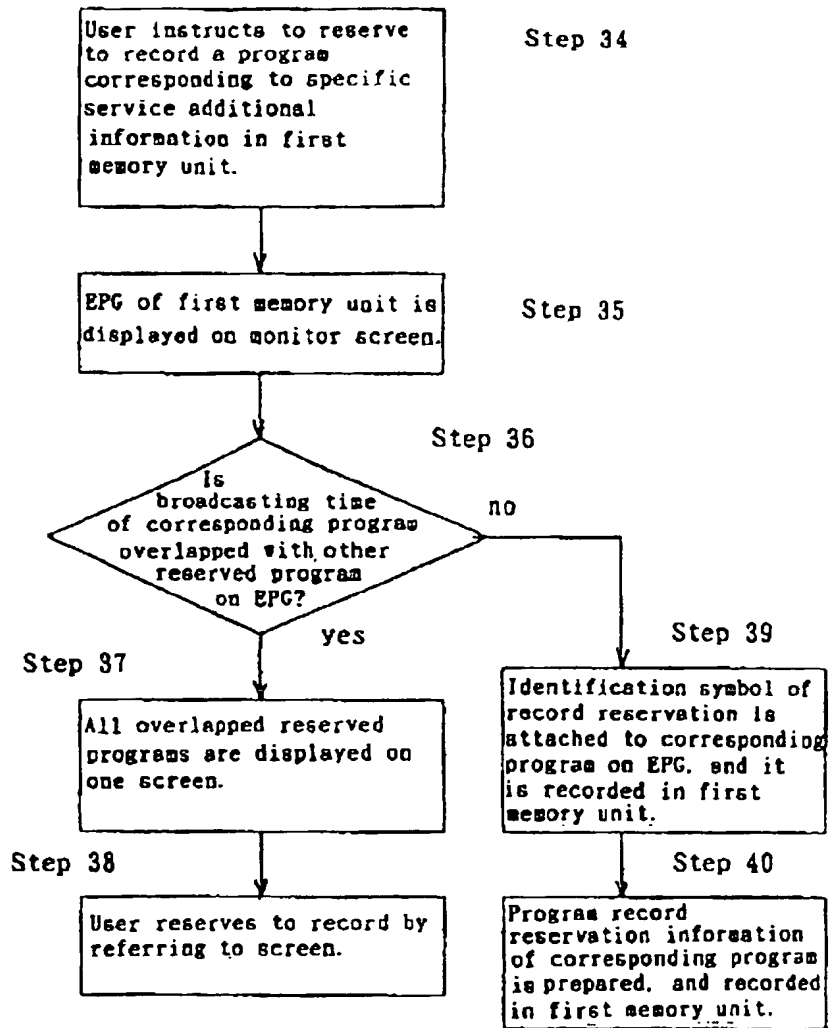 User instructs to reserve
to record a program
corresponding to specific
service additional
information in first
memory unit.
Step 34
EPG of first memory unit is
displayed on monitor screen.
Step 35
Step 36
Is
broadcasting time
of corresponding program
overlapped with other
reserved program
on EPG?
no
yes
Step 37
All overlapped reserved
programs are displayed on
one screen.
Step 38
User reserves to record by
referring to screen.
Step 39
Identification symbol of
record reservation is
attached to corresponding
program on EPG, and it
is recorded in first
memory unit.
Step 40
Program record
reservation information
of corresponding program
is prepared, and recorded
in first memory unit.